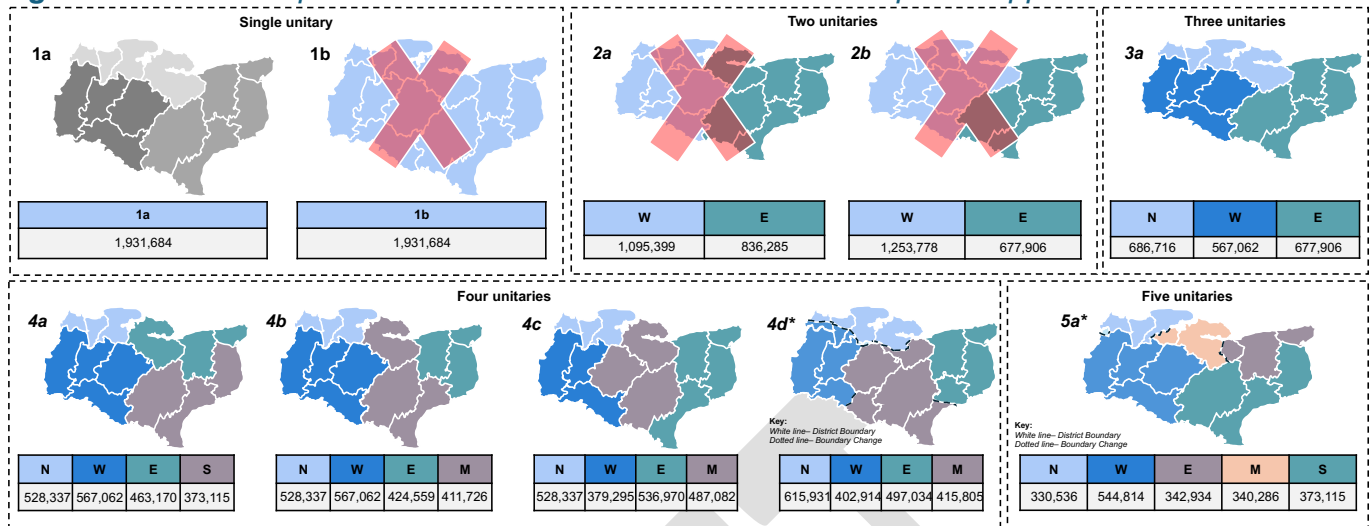 Single unitary
1a
1b
1a
1,931,684
1b
1,931,684
Two unitaries
2a
2b
W E
1,095,399 836,285
W E
1,253,778 677,906
Three unitaries
3a
N W E
686,716 567,062 677,906
Four unitaries
4a
4b
4c
4d*
Key:
White line– District Boundary
Dotted line– Boundary Change
N W E S
528,337 567,062 463,170 373,115
N W E M
528,337 567,062 424,559 411,726
N W E M
528,337 379,295 536,970 487,082
N W E M
615,931 402,914 497,034 415,805
Five unitaries
5a*
Key:
White line– District Boundary
Dotted line– Boundary Change
N W E M S
330,536 544,814 342,934 340,286 373,115